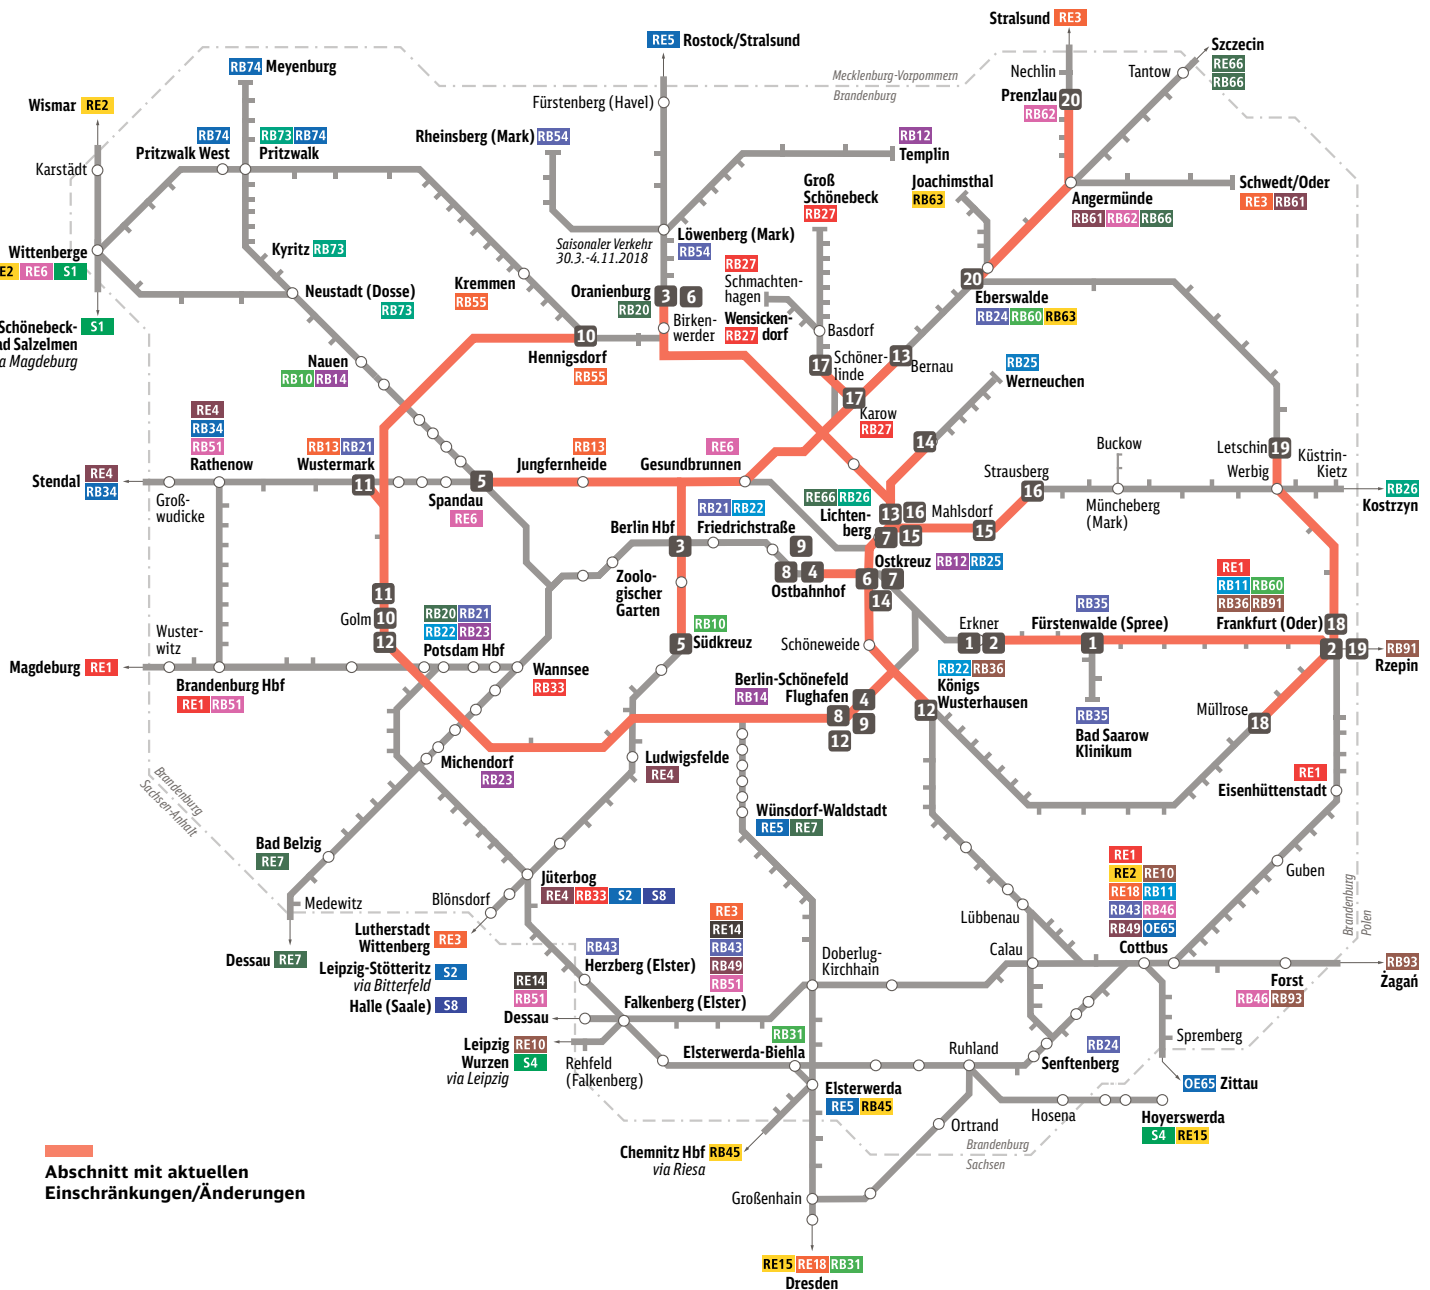 Stralsund RE3
RE5 Rostock/Stralsund
Szczecin
RE66
RB66
RB74 Meyenburg
Mecklenburg-Vorpommern
Brandenburg
Nechlin
Tantow
Prenzlau
20
RB62
Wismar RE2
Fürstenberg (Havel)
Rheinsberg (Mark) RB54
RB12
Templin
RB74
Pritzwalk West
RB73 RB74
Pritzwalk
Karstädt
Groß
Schönebeck
RB27
Joachimsthal
RB63
Angermünde
RB61 RB62 RB66
Schwedt/Oder
RE3 RB61
Wittenberge
E2 RE6 S1
Kyritz RB73
Saisonaler Verkehr
30.3.-4.11.2018
Löwenberg (Mark)
RB54
Neustadt (Dosse)
RB73
Kremmen
RB55
Oranienburg
RB20
3 6
RB27
Schmachten-
hagen
Wensicken-
RB27 dorf
Birken-
werder
Basdorf
20
Eberswalde
RB24 RB60 RB63
Schönebeck-
ad Salzelmen
a Magdeburg
S1
10
Hennigsdorf
RB55
Nauen
RB10 RB14
17
Schöner-
linde
13
Bernau
17
Karow
RB27
RB25
Werneuchen
RE4
RB34
RB51
Rathenow
RB13 RB21
Wustermark
11
RB13
Jungfernheide
RE6
Gesundbrunnen
14
Buckow
Letschin
19
Werbig
Küstrin-
Kietz
Stendal RE4
RB34
Groß-
wudicke
5
Spandau
RE6
RB21 RB22
Friedrichstraße
Berlin Hbf
3
RE66 RB26
Lichten-
berg
13 16
7 15
Mahlsdorf
15
Strausberg
16
Müncheberg
(Mark)
RB26
Kostrzyn
9
8 4
Ostbahnhof
Ostkreuz RB12 RB25
6 7
14
Zoolo-
gischer
Garten
11
Golm 10
12
RB20 RB21
RB22 RB23
Potsdam Hbf
RB10
Südkreuz
5
Schöneweide
Erkner
1 2
RB22 RB36
RB35
Fürstenwalde (Spree)
1
RE1
RB11 RB60
RB36 RB91
Frankfurt (Oder)
18
2 19
RB91
Rzepin
Wuster-
witz
Magdeburg RE1
Brandenburg Hbf
RE1 RB51
Wannsee
RB33
Berlin-Schönefeld
RB14 Flughafen
4
8 9
12
Königs
Wusterhausen
12
RB35
Bad Saarow
Klinikum
Müllrose
18
Michendorf
RB23
Ludwigsfelde
RE4
Brandenburg
Sachsen-Anhalt
Wünsdorf-Waldstadt
RE5 RE7
RE1
Eisenhüttenstadt
Bad Belzig
RE7
Medewitz
Dessau RE7
Blönsdorf
Jüterbog
RE4 RB33 S2 S8
RE1
RE2 RE10
RE18 RB11
RB43 RB46
RB49 OE65
Cottbus
Guben
Lübbenau
Calau
Brandenburg
Polen
Lutherstadt
Wittenberg RE3
Leipzig-Stötteritz S2
via Bitterfeld
Halle (Saale) S8
RB43
Herzberg (Elster)
RE3
RE14
RB43
RB49
RB51
Falkenberg (Elster)
Doberlug-
Kirchhain
Forst
RB46 RB93
RB93
Żagań
RE14
RB51
Dessau
Leipzig RE10
Wurzen S4
via Leipzig
Rehfeld
(Falkenberg)
RB31
Elsterwerda-Biehla
Ruhland
RB24
Senftenberg
Spremberg
OE65 Zittau
Elsterwerda
RE5 RB45
Hosena
Hoyerswerda
S4 RE15
Ortrand
Brandenburg
Sachsen
Chemnitz Hbf RB45
via Riesa
Großenhain
Abschnitt mit aktuellen
Einschränkungen/Änderungen
RE15 RE18 RB31
Dresden